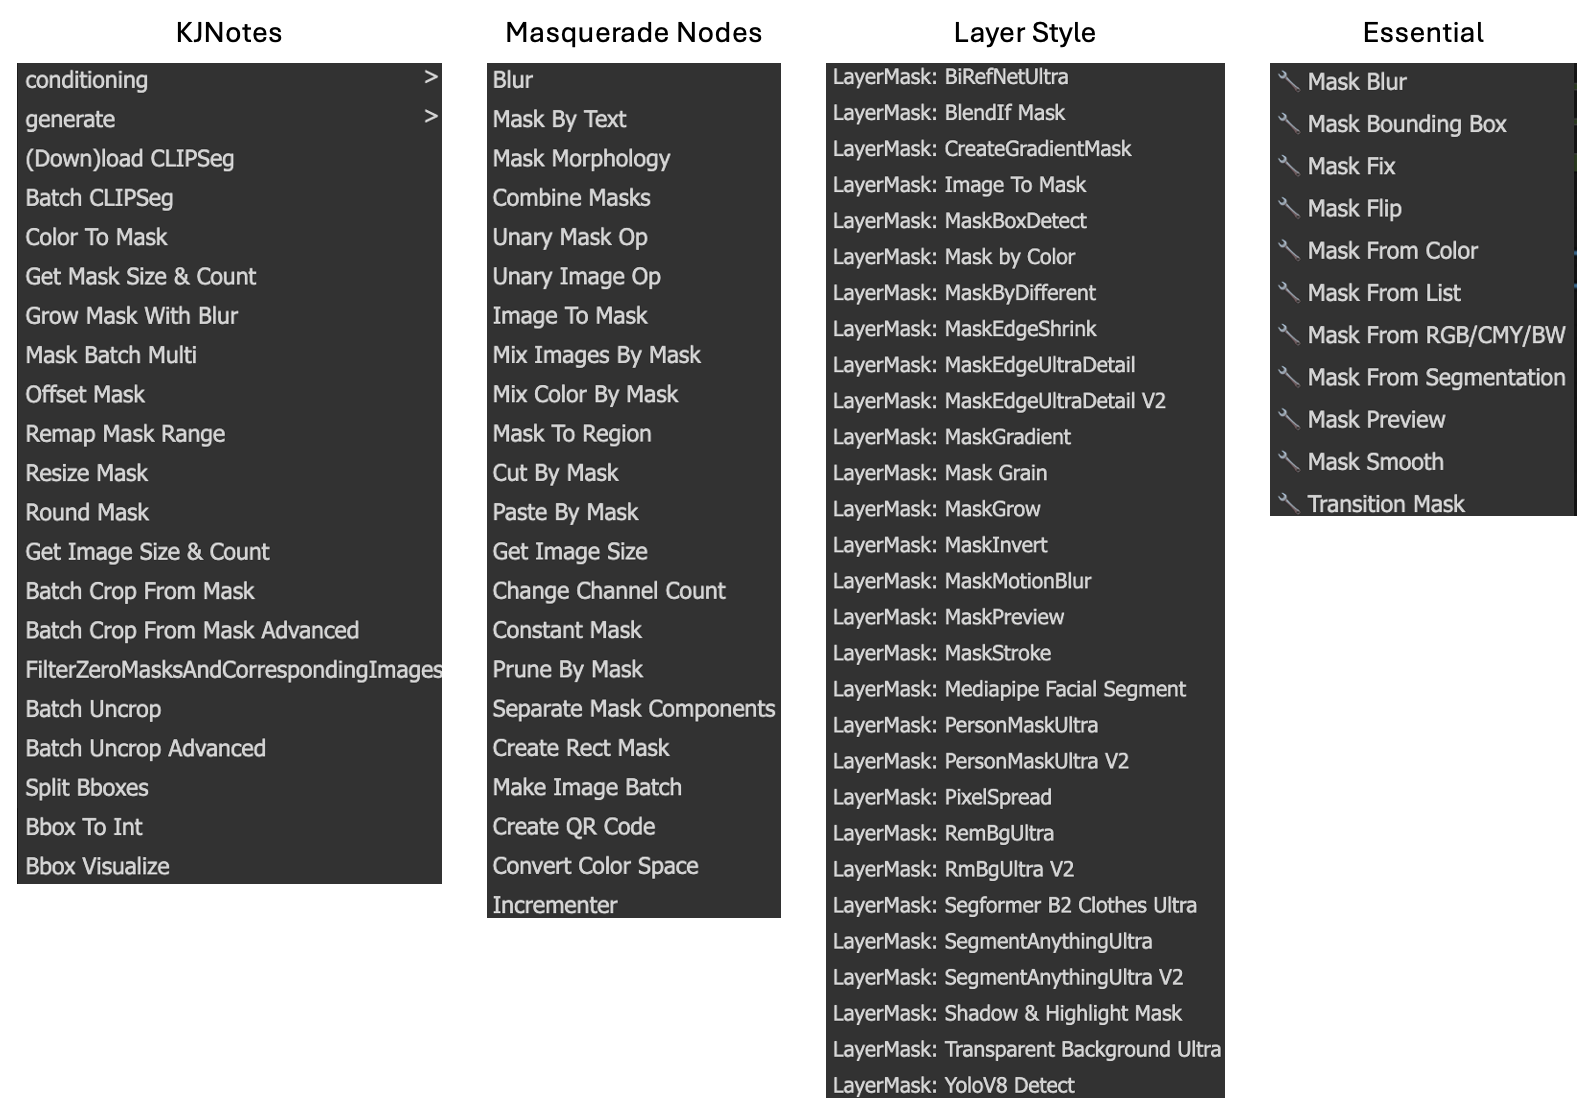 KJNotes
conditioning >
generate >
(Down)load CLIPSeg
Batch CLIPSeg
Color To Mask
Get Mask Size & Count
Grow Mask With Blur
Mask Batch Multi
Offset Mask
Remap Mask Range
Resize Mask
Round Mask
Get Image Size & Count
Batch Crop From Mask
Batch Crop From Mask Advanced
FilterZeroMasksAndCorrespondingImages
Batch Uncrop
Batch Uncrop Advanced
Split Bboxes
Bbox To Int
Bbox Visualize
Masquerade Nodes
Blur
Mask By Text
Mask Morphology
Combine Masks
Unary Mask Op
Unary Image Op
Image To Mask
Mix Images By Mask
Mix Color By Mask
Mask To Region
Cut By Mask
Paste By Mask
Get Image Size
Change Channel Count
Constant Mask
Prune By Mask
Separate Mask Components
Create Rect Mask
Make Image Batch
Create QR Code
Convert Color Space
Incrementer
Layer Style
LayerMask: BiRefNetUltra
LayerMask: BlendIf Mask
LayerMask: CreateGradientMask
LayerMask: Image To Mask
LayerMask: MaskBoxDetect
LayerMask: Mask by Color
LayerMask: MaskByDifferent
LayerMask: MaskEdgeShrink
LayerMask: MaskEdgeUltraDetail
LayerMask: MaskEdgeUltraDetail V2
LayerMask: MaskGradient
LayerMask: Mask Grain
LayerMask: MaskGrow
LayerMask: MaskInvert
LayerMask: MaskMotionBlur
LayerMask: MaskPreview
LayerMask: MaskStroke
LayerMask: Mediapipe Facial Segment
LayerMask: PersonMaskUltra
LayerMask: PersonMaskUltra V2
LayerMask: PixelSpread
LayerMask: RemBgUltra
LayerMask: RmBgUltra V2
LayerMask: Segformer B2 Clothes Ultra
LayerMask: SegmentAnythingUltra
LayerMask: SegmentAnythingUltra V2
LayerMask: Shadow & Highlight Mask
LayerMask: Transparent Background Ultra
LayerMask: YoloV8 Detect
Essential
Mask Blur
Mask Bounding Box
Mask Fix
Mask Flip
Mask From Color
Mask From List
Mask From RGB/CMY/BW
Mask From Segmentation
Mask Preview
Mask Smooth
Transition Mask